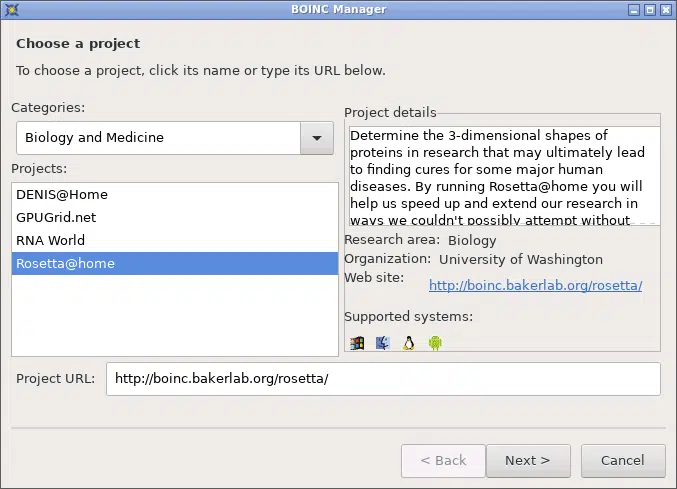 BOINC Manager
Choose a project
To choose a project, click its name or type its URL below.
Categories:
Biology and Medicine
Projects:
DENIS@Home
GPUGrid.net
RNA World
Rosetta@home
Project details
Determine the 3-dimensional shapes of
proteins in research that may ultimately lead
to finding cures for some major human
diseases. By running Rosetta@home you will
help us speed up and extend our research in
ways we couldn't possibly attempt without
Research area: Biology
Organization: University of Washington
Web site: http://boinc.bakerlab.org/rosetta/
Supported systems:
Project URL: http://boinc.bakerlab.org/rosetta/
< Back
Next >
Cancel